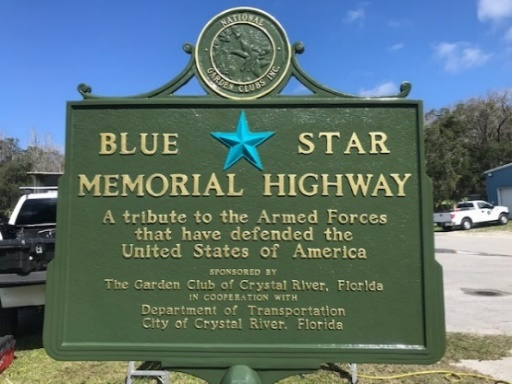 NATIONAL
GARDEN CLUBS INC.
BLUE STAR
MEMORIAL HIGHWAY
A tribute to the Armed Forces
that have defended the
United States of America
SPONSORED BY
The Garden Club of Crystal River, Florida
IN COOPERATION WITH
Department of Transportation
City of Crystal River, Florida